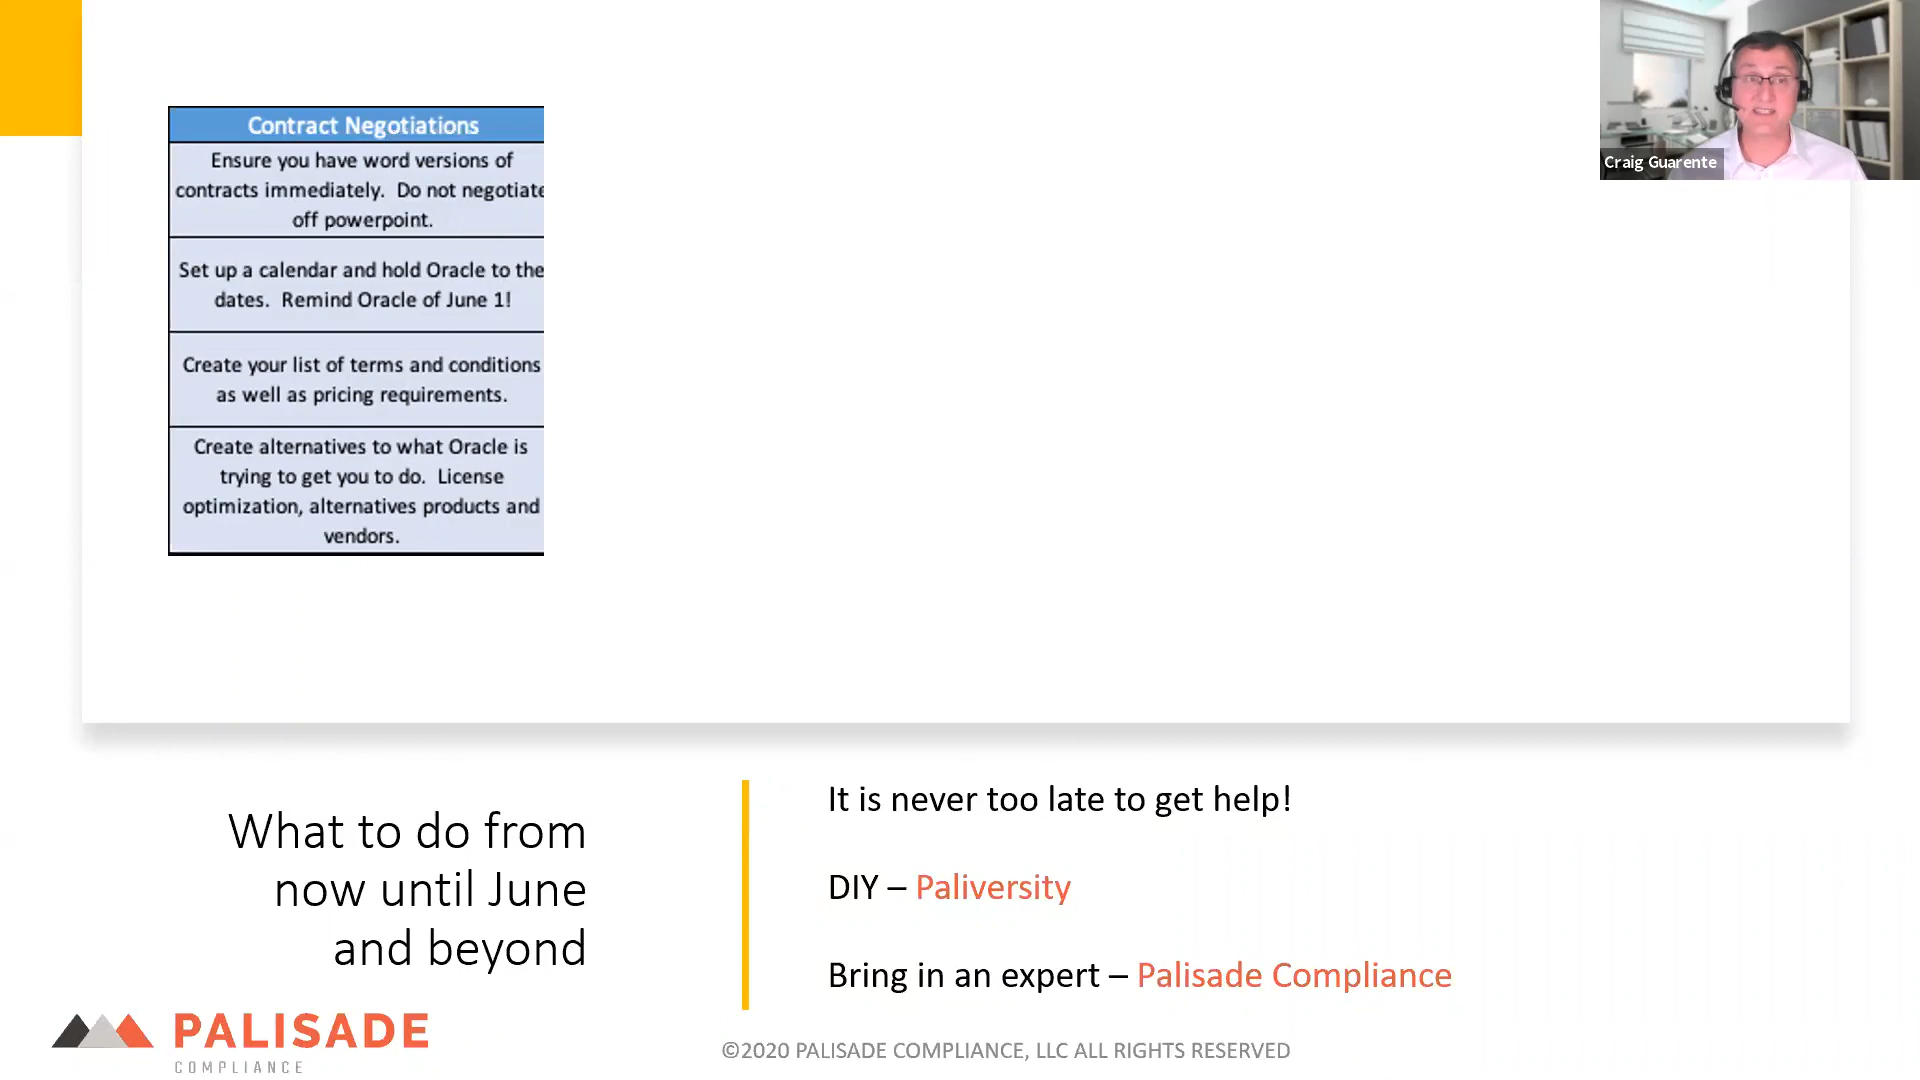 Contract Negotiations
Ensure you have word versions of
contracts immediately.  Do not negotiate
off powerpoint.
Set up a calendar and hold Oracle to the
dates.  Remind Oracle of June 1!
Create your list of terms and conditions
as well as pricing requirements.
Create alternatives to what Oracle is
trying to get you to do.  License
optimization, alternatives products and
vendors.
Craig Guarente
What to do from
now until June
and beyond
It is never too late to get help!
DIY – Paliversity
Bring in an expert – Palisade Compliance
PALISADE
COMPLIANCE
©2020 PALISADE COMPLIANCE, LLC ALL RIGHTS RESERVED